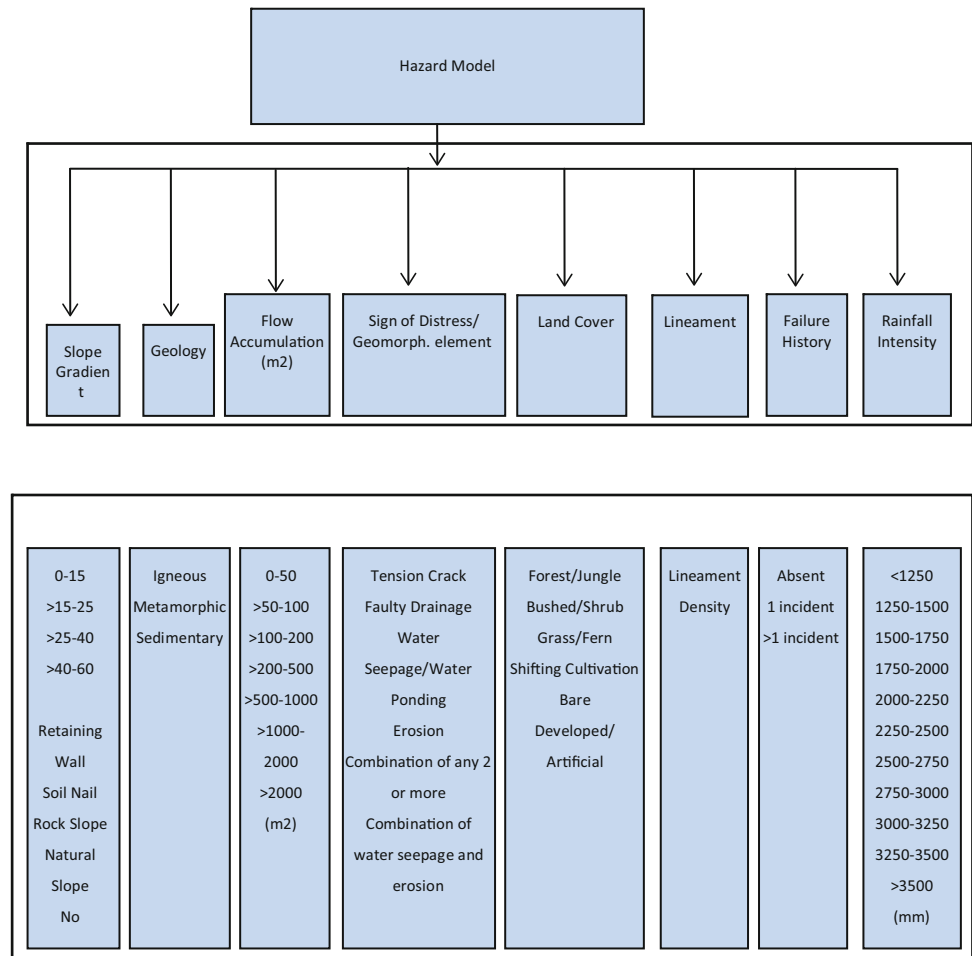 Hazard Model
Slope
Gradien
t
Geology
Flow
Accumulation
(m2)
Sign of Distress/
Geomorph. element
Land Cover
Lineament
Failure
History
Rainfall
Intensity
0-15
>15-25
>25-40
>40-60
Retaining
Wall
Soil Nail
Rock Slope
Natural
Slope
No
Igneous
Metamorphic
Sedimentary
0-50
>50-100
>100-200
>200-500
>500-1000
>1000-
2000
>2000
(m2)
Tension Crack
Faulty Drainage
Water
Seepage/Water
Ponding
Erosion
Combination of any 2
or more
Combination of
water seepage and
erosion
Forest/Jungle
Bushed/Shrub
Grass/Fern
Shifting Cultivation
Bare
Developed/
Artificial
Lineament
Density
Absent
1 incident
>1 incident
<1250
1250-1500
1500-1750
1750-2000
2000-2250
2250-2500
2500-2750
2750-3000
3000-3250
3250-3500
>3500
(mm)